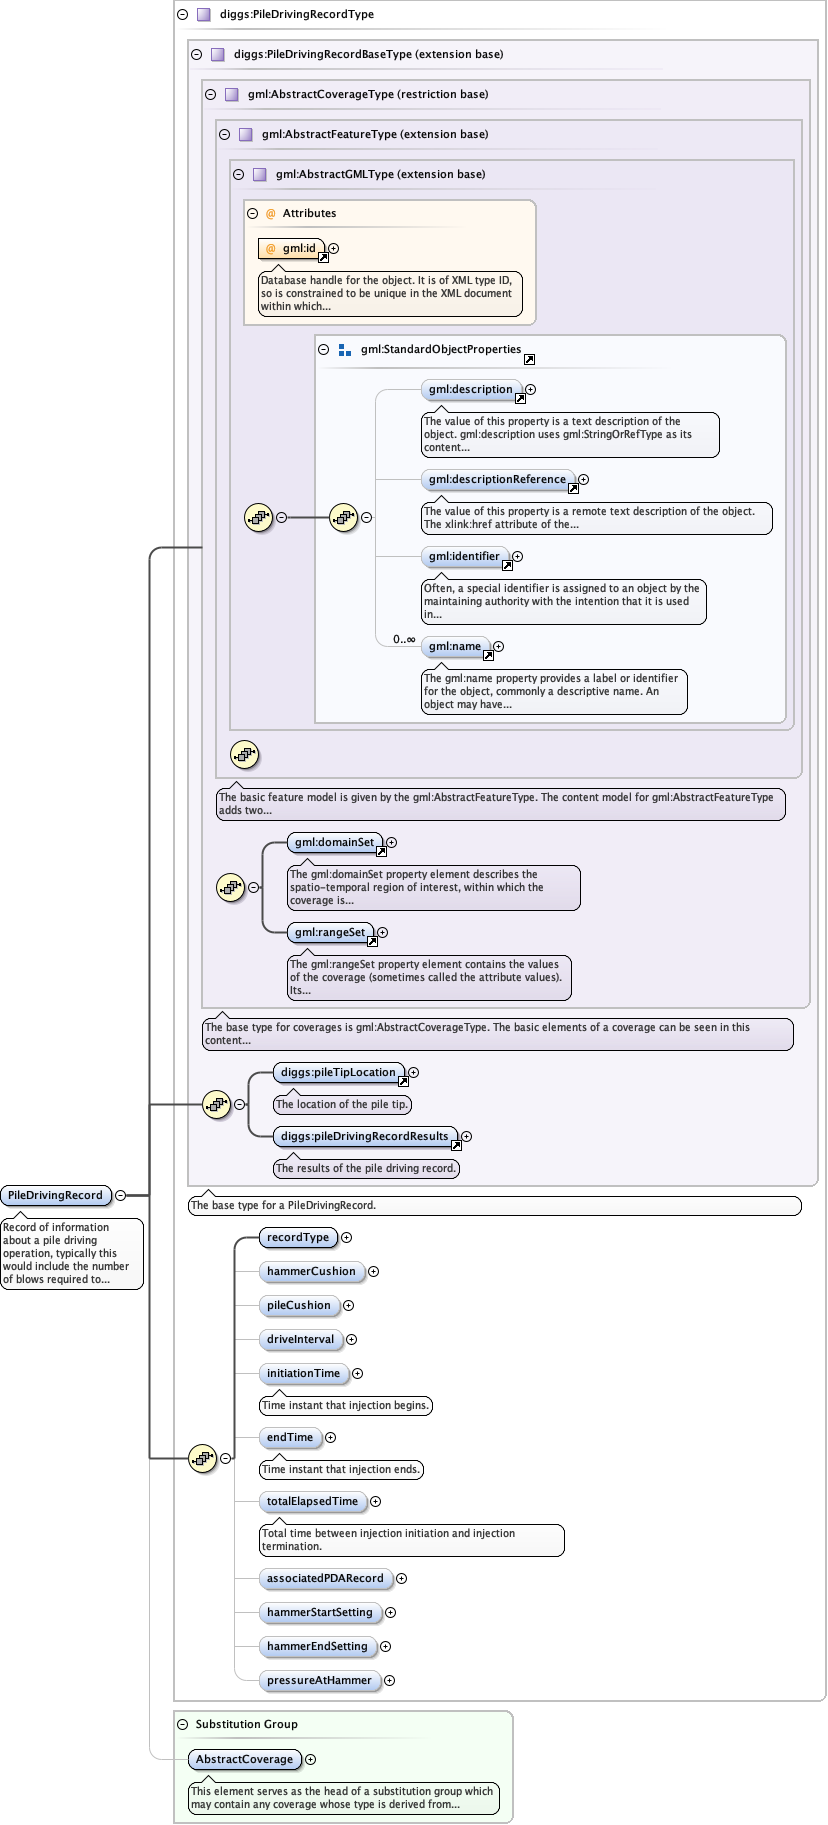 diggs:PileDrivingRecordType
diggs:PileDrivingRecordBaseType (extension base)
gml:AbstractCoverageType (restriction base)
gml:AbstractFeatureType (extension base)
gml:AbstractGMLType (extension base)
@ Attributes
@ gml:id
Database handle for the object. It is of XML type ID,
so is constrained to be unique in the XML document
within which...
gml:StandardObjectProperties
gml:description
The value of this property is a text description of the
object. gml:description uses gml:StringOrRefType as its
content...
gml:descriptionReference
The value of this property is a remote text description of the object.
The xlink:href attribute of the...
gml:identifier
Often, a special identifier is assigned to an object by the
maintaining authority with the intention that it is used
in...
0..∞
gml:name
The gml:name property provides a label or identifier
for the object, commonly a descriptive name. An
object may have...
The basic feature model is given by the gml:AbstractFeatureType. The content model for gml:AbstractFeatureType
adds two...
gml:domainSet
The gml:domainSet property element describes the
spatio-temporal region of interest, within which the
coverage is...
gml:rangeSet
The gml:rangeSet property element contains the values
of the coverage (sometimes called the attribute values).
Its...
The base type for coverages is gml:AbstractCoverageType. The basic elements of a coverage can be seen in this
content...
diggs:pileTipLocation
The location of the pile tip.
diggs:pileDrivingRecordResults
The results of the pile driving record.
The base type for a PileDrivingRecord.
PileDrivingRecord
Record of information
about a pile driving
operation, typically this
would include the number
of blows required to...
recordType
hammerCushion
pileCushion
driveInterval
initiationTime
Time instant that injection begins.
endTime
Time instant that injection ends.
totalElapsedTime
Total time between injection initiation and injection
termination.
associatedPDARecord
hammerStartSetting
hammerEndSetting
pressureAtHammer
Substitution Group
AbstractCoverage
This element serves as the head of a substitution group which
may contain any coverage whose type is derived from...